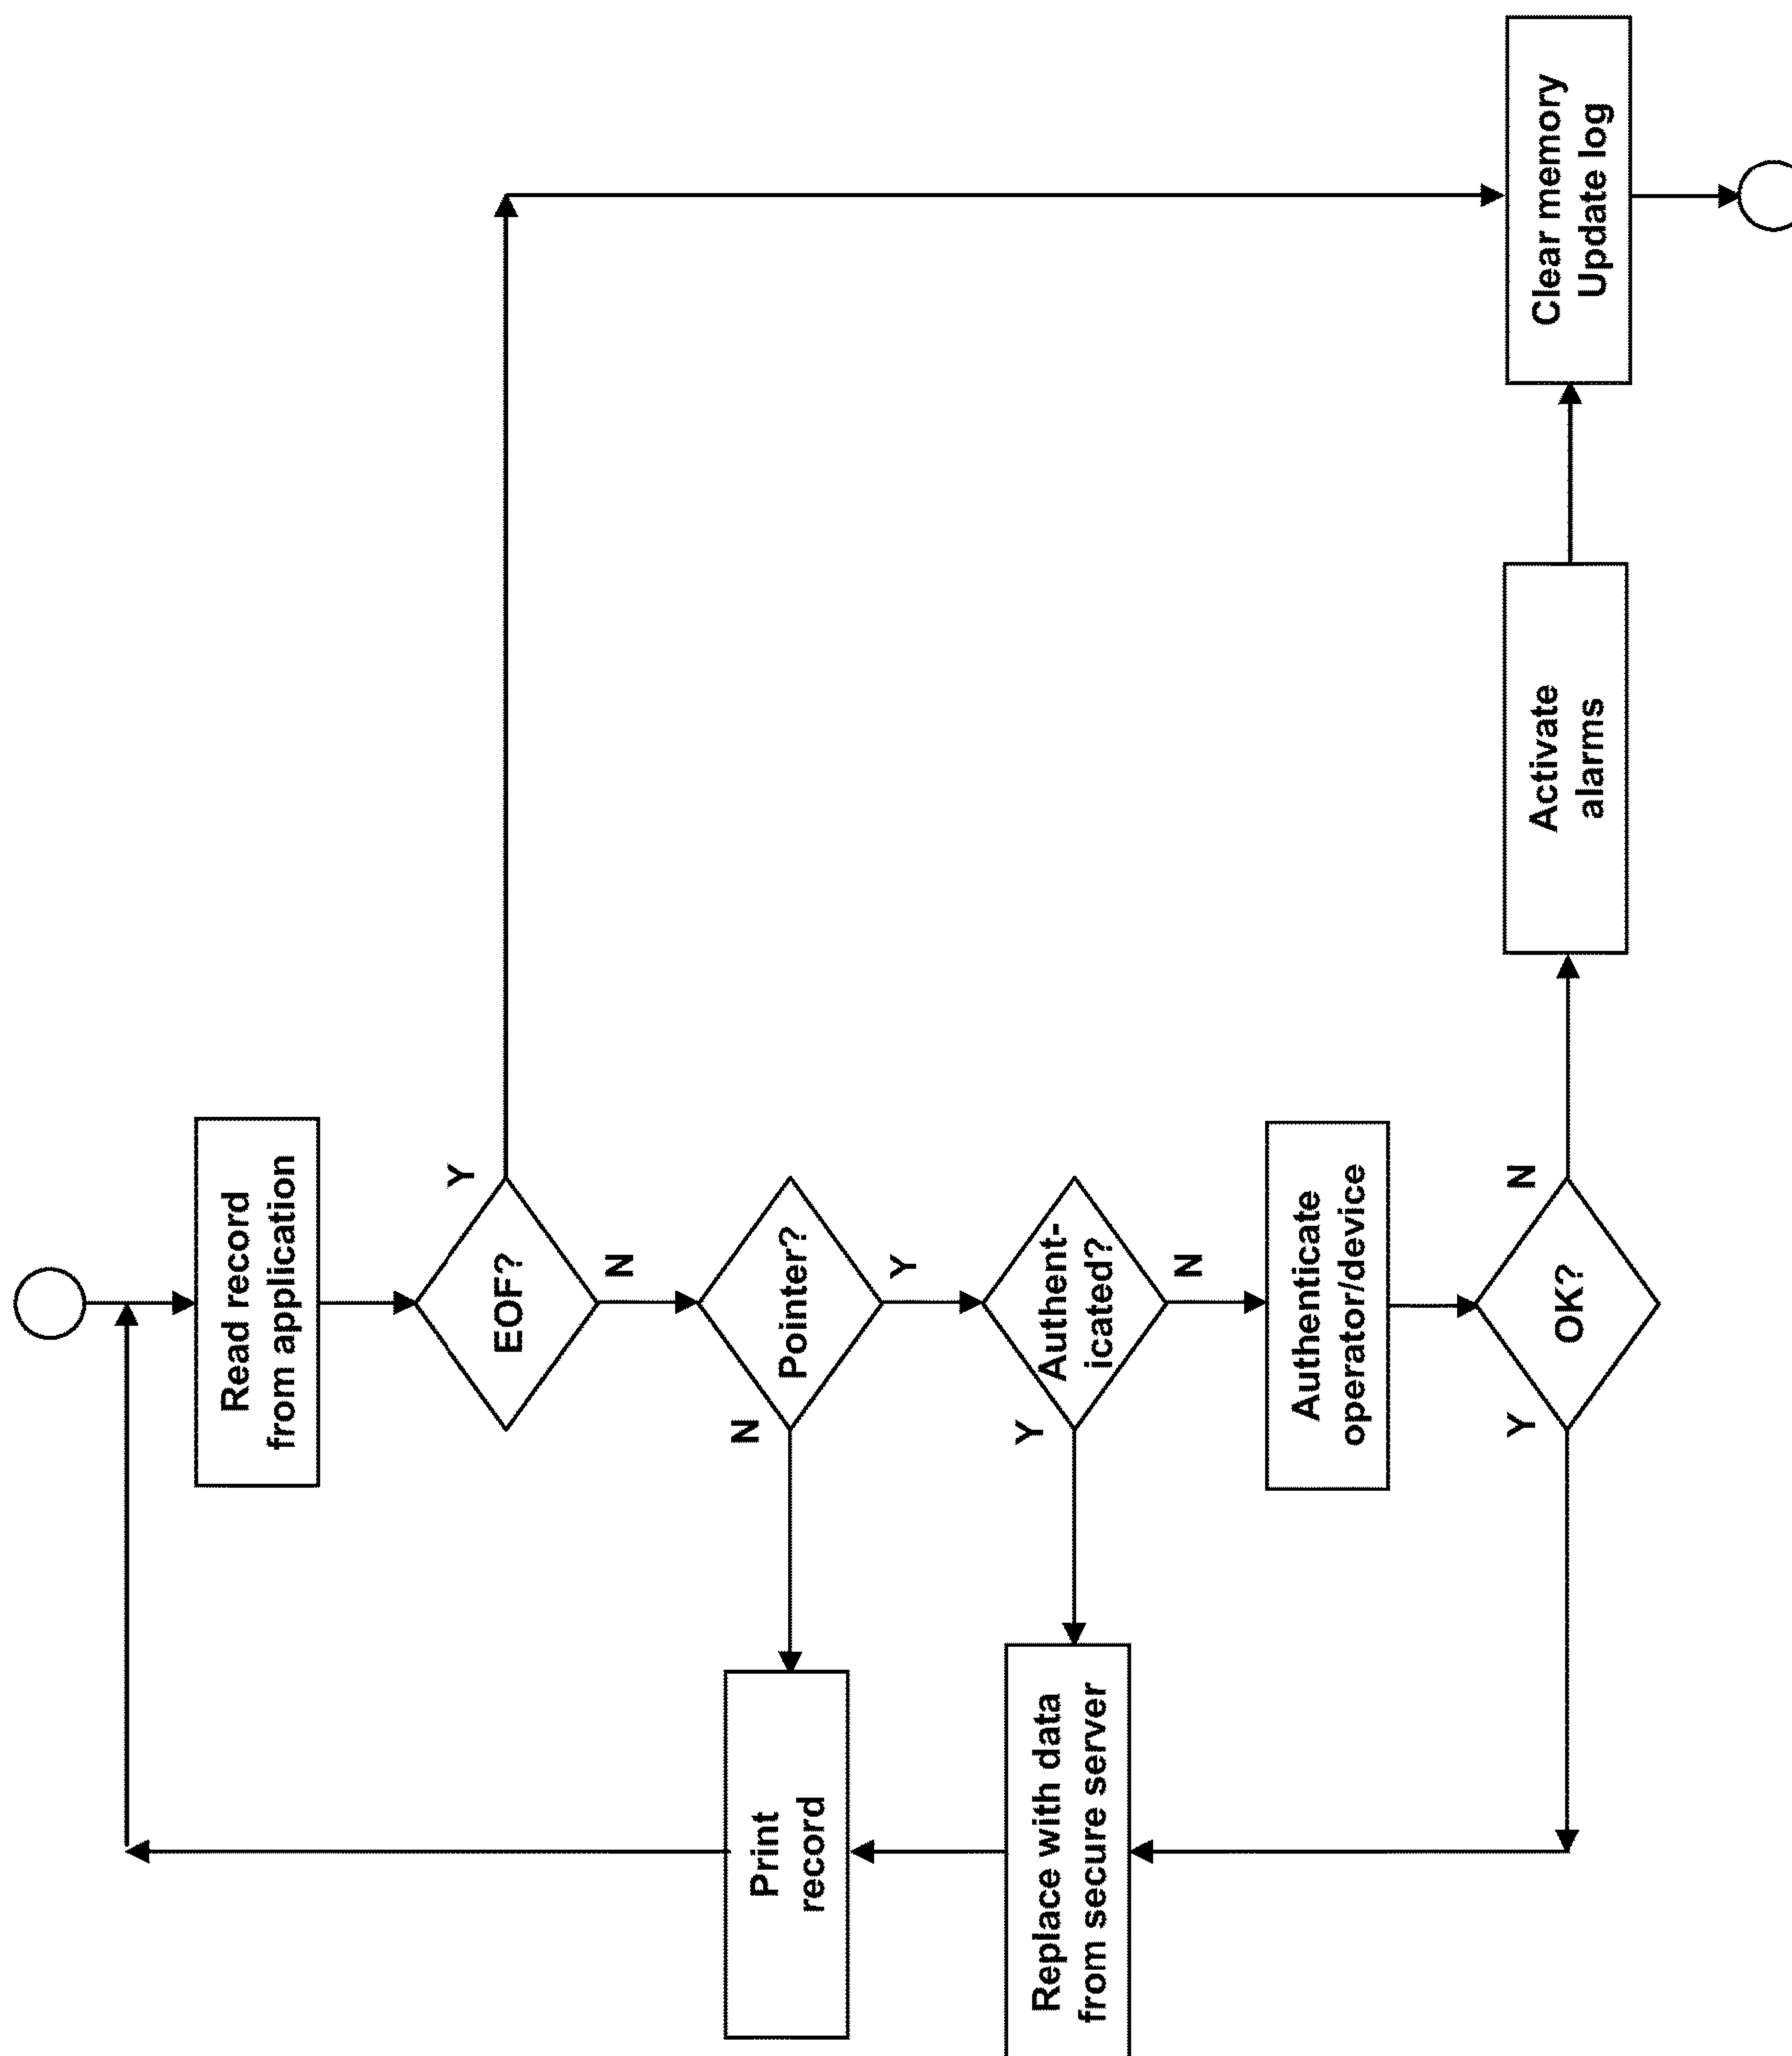 Read record
from application
EOF?
Y
N
Pointer?
N
Y
Print
record
Authent-
icated?
Y
N
Replace with data
from secure server
Authenticate
operator/device
OK?
Y
N
Activate
alarms
Clear memory
Update log